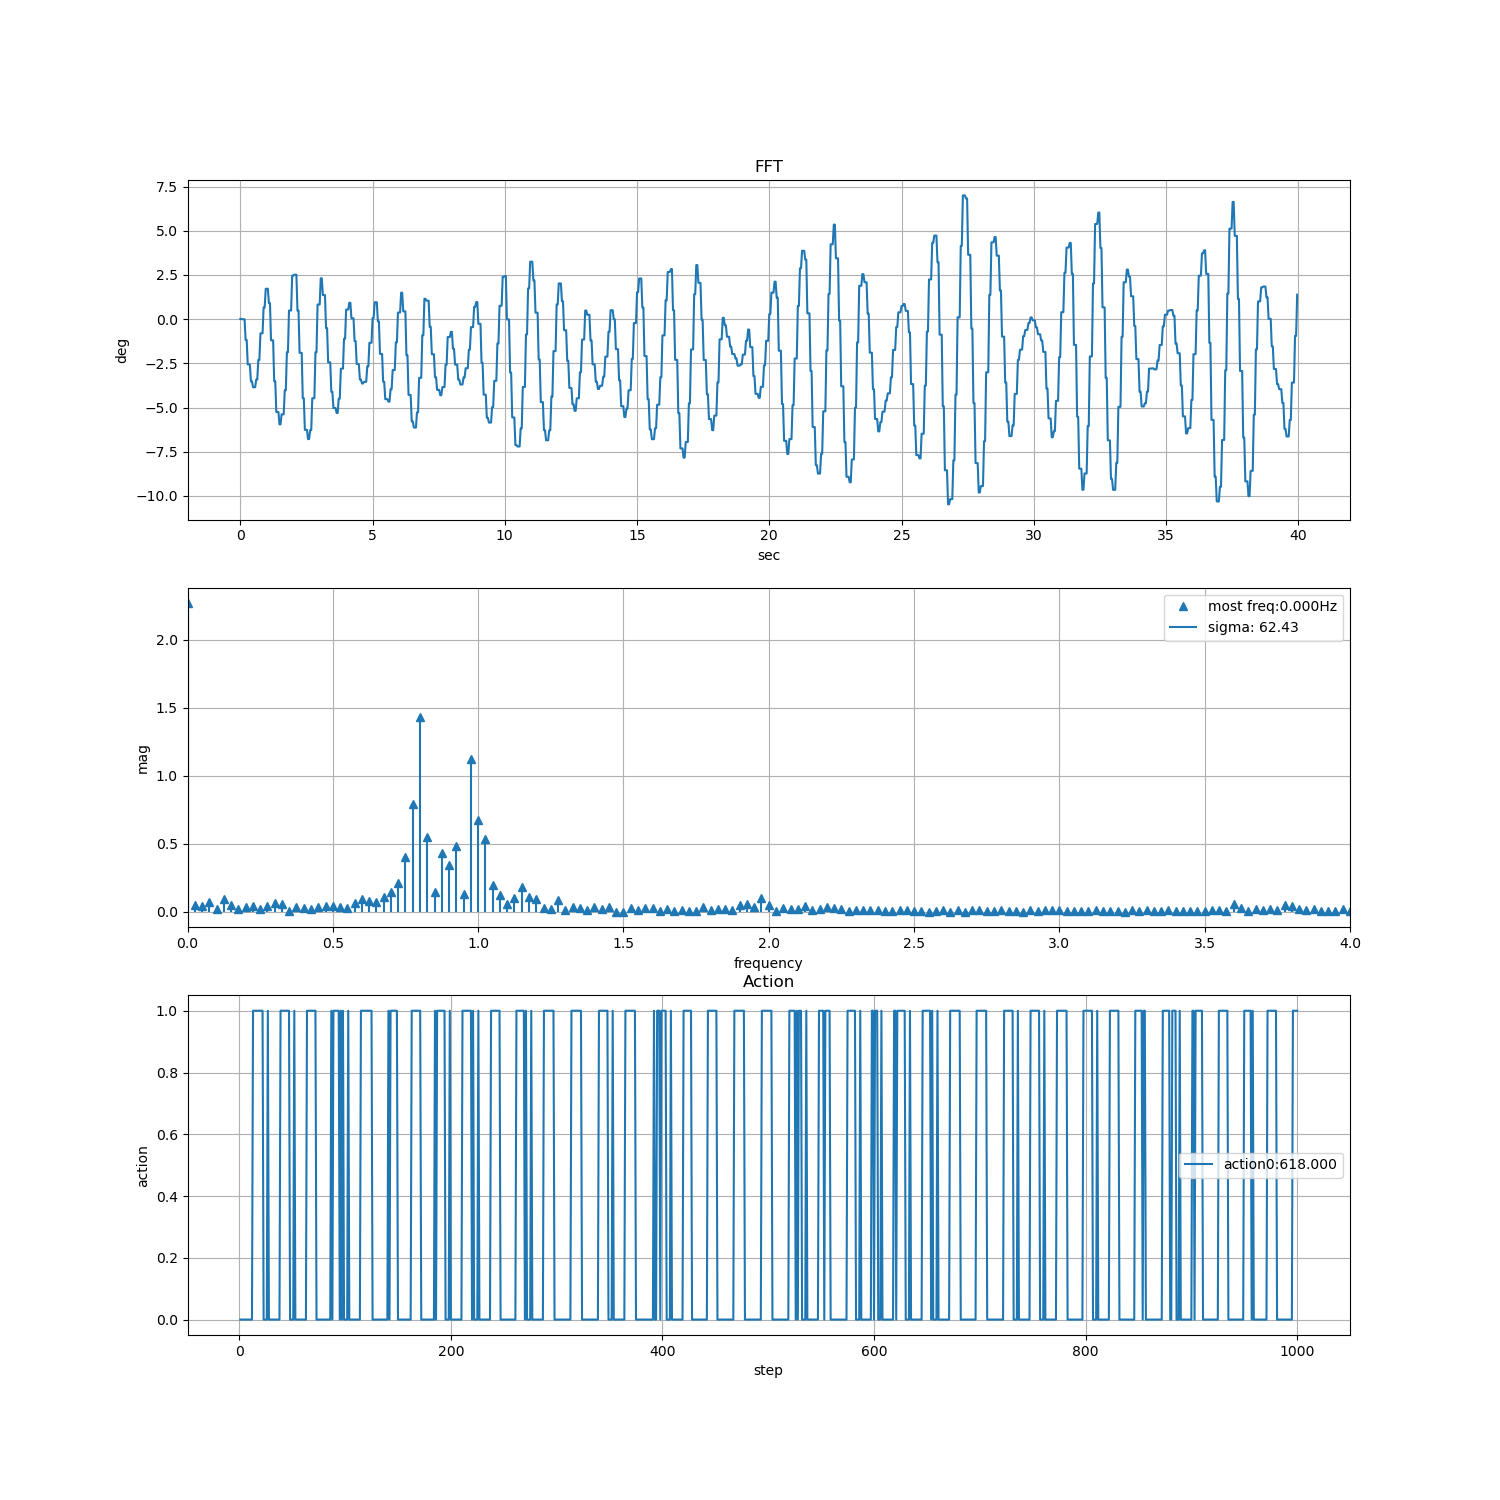 FFT
7.5
5.0
2.5
0.0
−2.5
−5.0
−7.5
−10.0
deg
0 5 10 15 20 25 30 35 40
sec
most freq:0.000Hz
sigma: 62.43
2.0
1.5
1.0
0.5
0.0
mag
0.0 0.5 1.0 1.5 2.0 2.5 3.0 3.5 4.0
frequency
Action
1.0
0.8
0.6
0.4
0.2
0.0
action
action0:618.000
0 200 400 600 800 1000
step